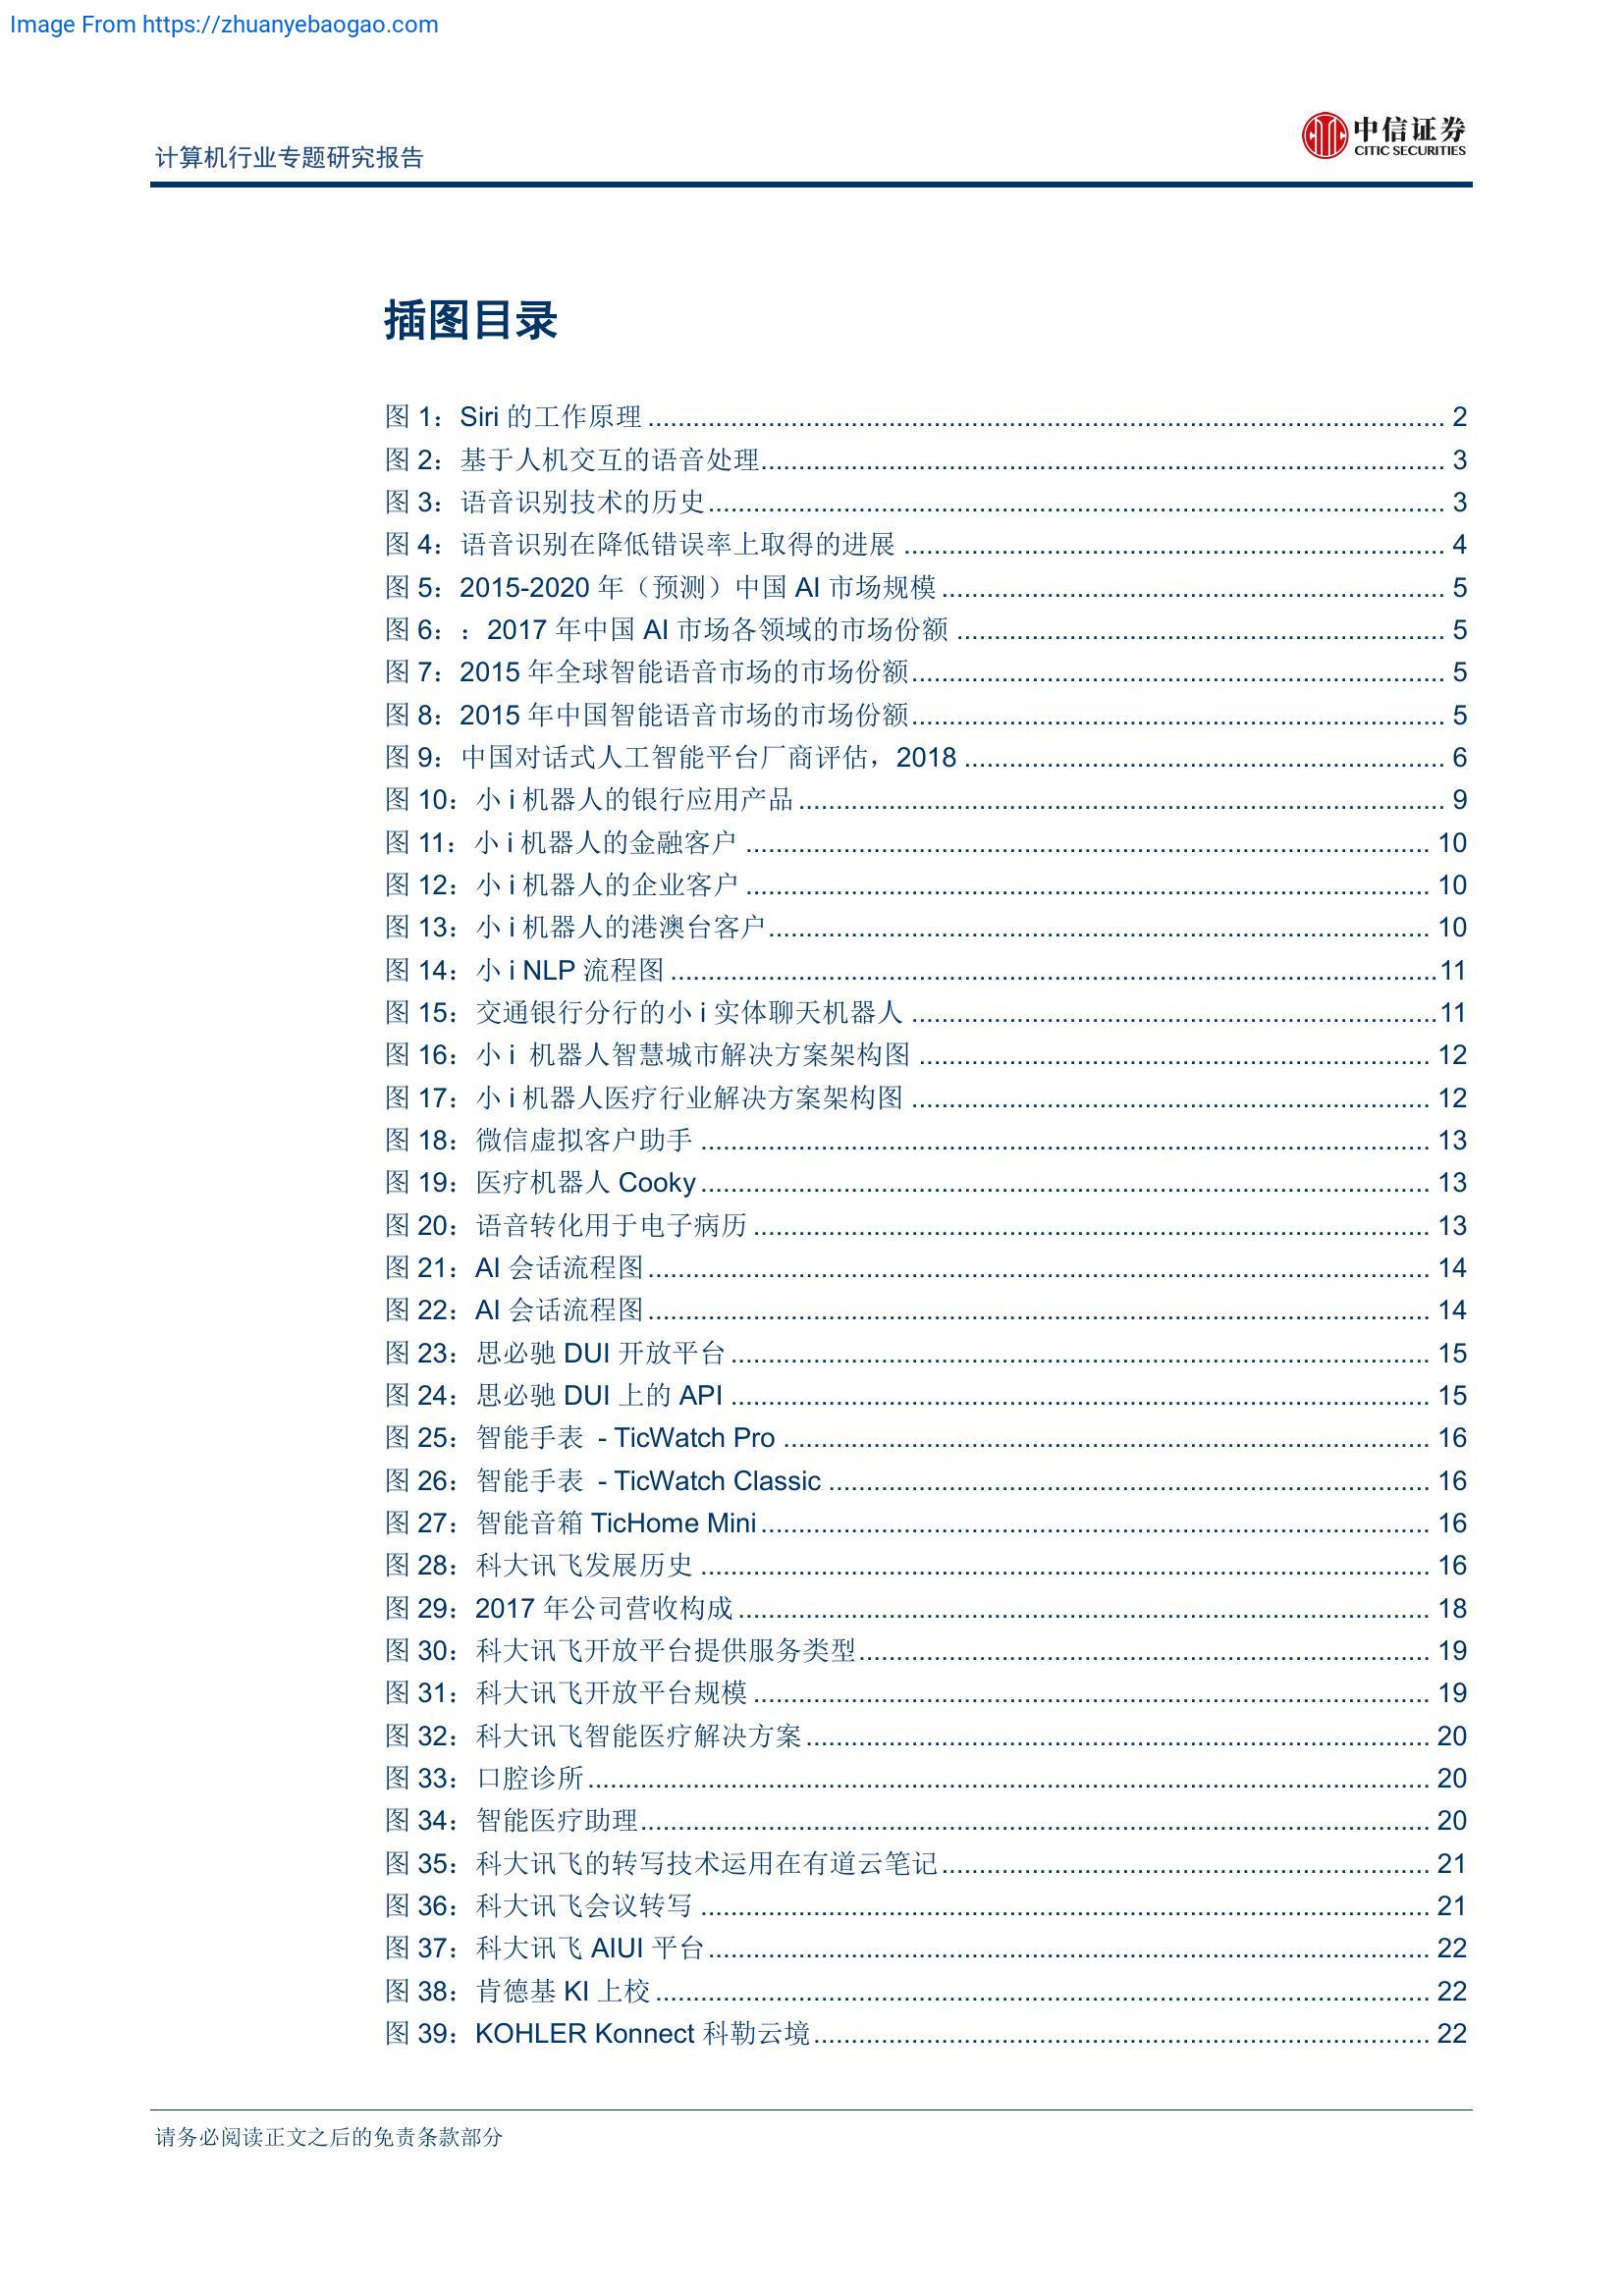 Image From https://zhuanyebaogao.com
中信证券
CITIC SECURITIES
计算机行业专题研究报告
插图目录
图 1：Siri 的工作原理 ........ 2
图 2：基于人机交互的语音处理 ........ 3
图 3：语音识别技术的历史 ........ 3
图 4：语音识别在降低错误率上取得的进展 ........ 4
图 5：2015-2020 年（预测）中国 AI 市场规模 ........ 5
图 6：：2017 年中国 AI 市场各领域的市场份额 ........ 5
图 7：2015 年全球智能语音市场的市场份额 ........ 5
图 8：2015 年中国智能语音市场的市场份额 ........ 5
图 9：中国对话式人工智能平台厂商评估，2018 ........ 6
图 10：小 i 机器人的银行应用产品 ........ 9
图 11：小 i 机器人的金融客户 ........ 10
图 12：小 i 机器人的企业客户 ........ 10
图 13：小 i 机器人的港澳台客户 ........ 10
图 14：小 i NLP 流程图 ........ 11
图 15：交通银行分行的小 i 实体聊天机器人 ........ 11
图 16：小 i 机器人智慧城市解决方案架构图 ........ 12
图 17：小 i 机器人医疗行业解决方案架构图 ........ 12
图 18：微信虚拟客户助手 ........ 13
图 19：医疗机器人 Cooky ........ 13
图 20：语音转化用于电子病历 ........ 13
图 21：AI 会话流程图 ........ 14
图 22：AI 会话流程图 ........ 14
图 23：思必驰 DUI 开放平台 ........ 15
图 24：思必驰 DUI 上的 API ........ 15
图 25：智能手表 - TicWatch Pro ........ 16
图 26：智能手表 - TicWatch Classic ........ 16
图 27：智能音箱 TicHome Mini ........ 16
图 28：科大讯飞发展历史 ........ 16
图 29：2017 年公司营收构成 ........ 18
图 30：科大讯飞开放平台提供服务类型 ........ 19
图 31：科大讯飞开放平台规模 ........ 19
图 32：科大讯飞智能医疗解决方案 ........ 20
图 33：口腔诊所 ........ 20
图 34：智能医疗助理 ........ 20
图 35：科大讯飞的转写技术运用在有道云笔记 ........ 21
图 36：科大讯飞会议转写 ........ 21
图 37：科大讯飞 AIUI 平台 ........ 22
图 38：肯德基 KI 上校 ........ 22
图 39：KOHLER Konnect 科勒云境 ........ 22
请务必阅读正文之后的免责条款部分